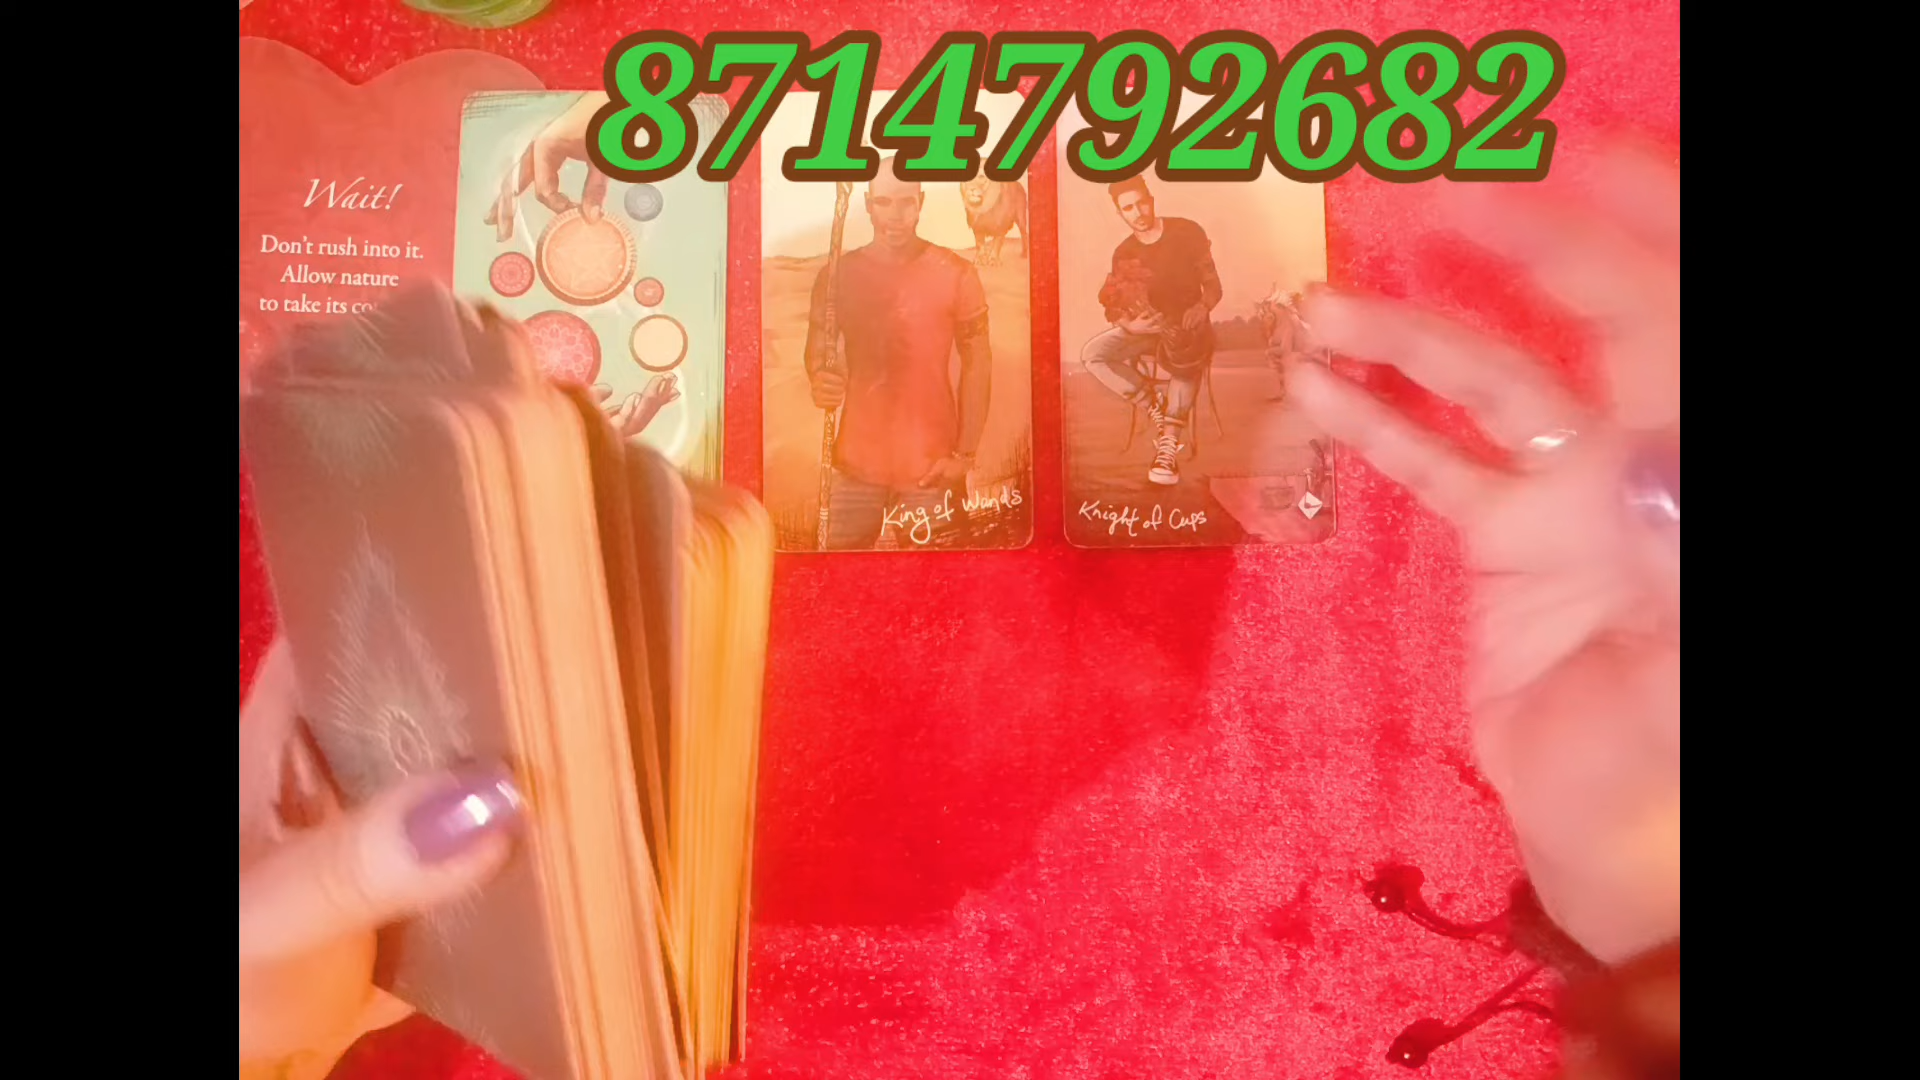 8714792682
Wait!
Don't rush into it.
Allow nature
to take its
King of Wands
Knight of Cups